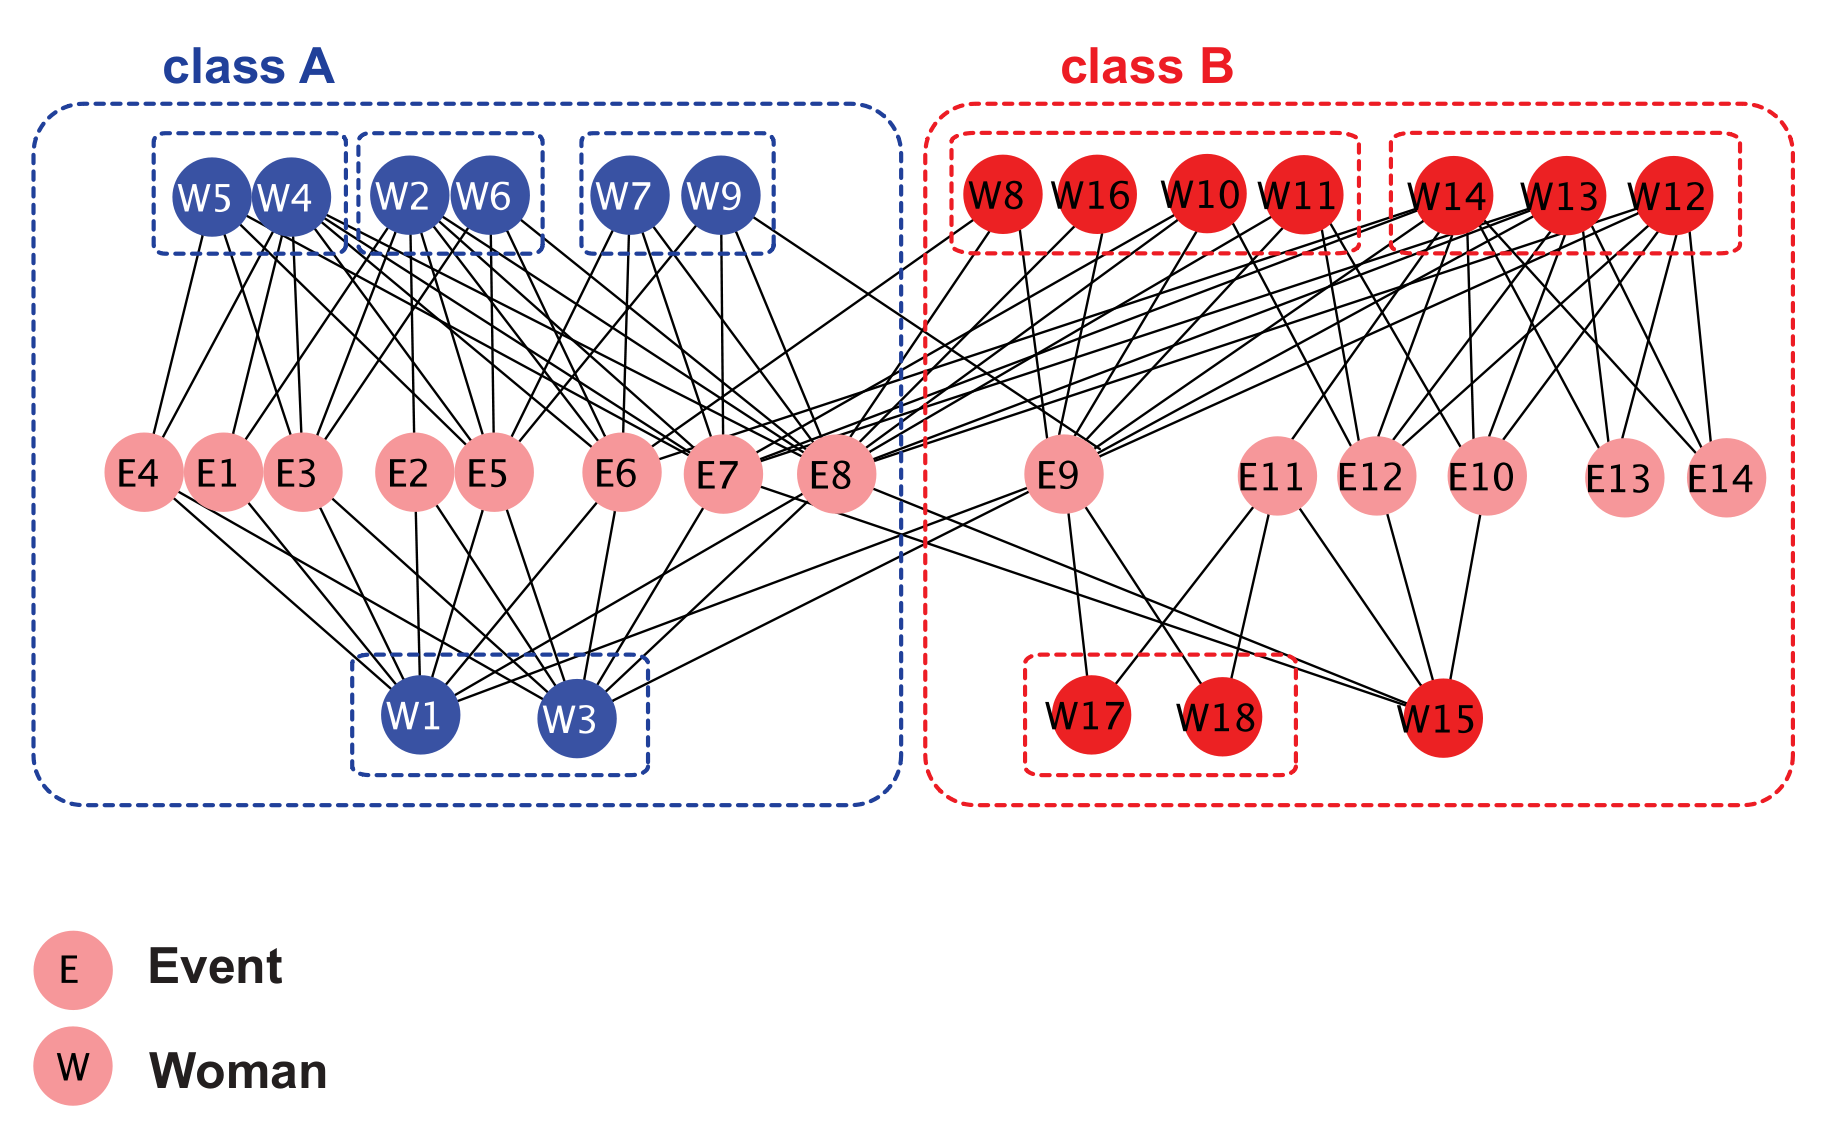 class A
class B
W5 W4 W2 W6 W7 W9 W8 W16 W10 W11 W14 W13 W12
E4 E1 E3 E2 E5 E6 E7 E8 E9 E11 E12 E10 E13 E14
W1 W3 W17 W18 W15
E Event
W Woman